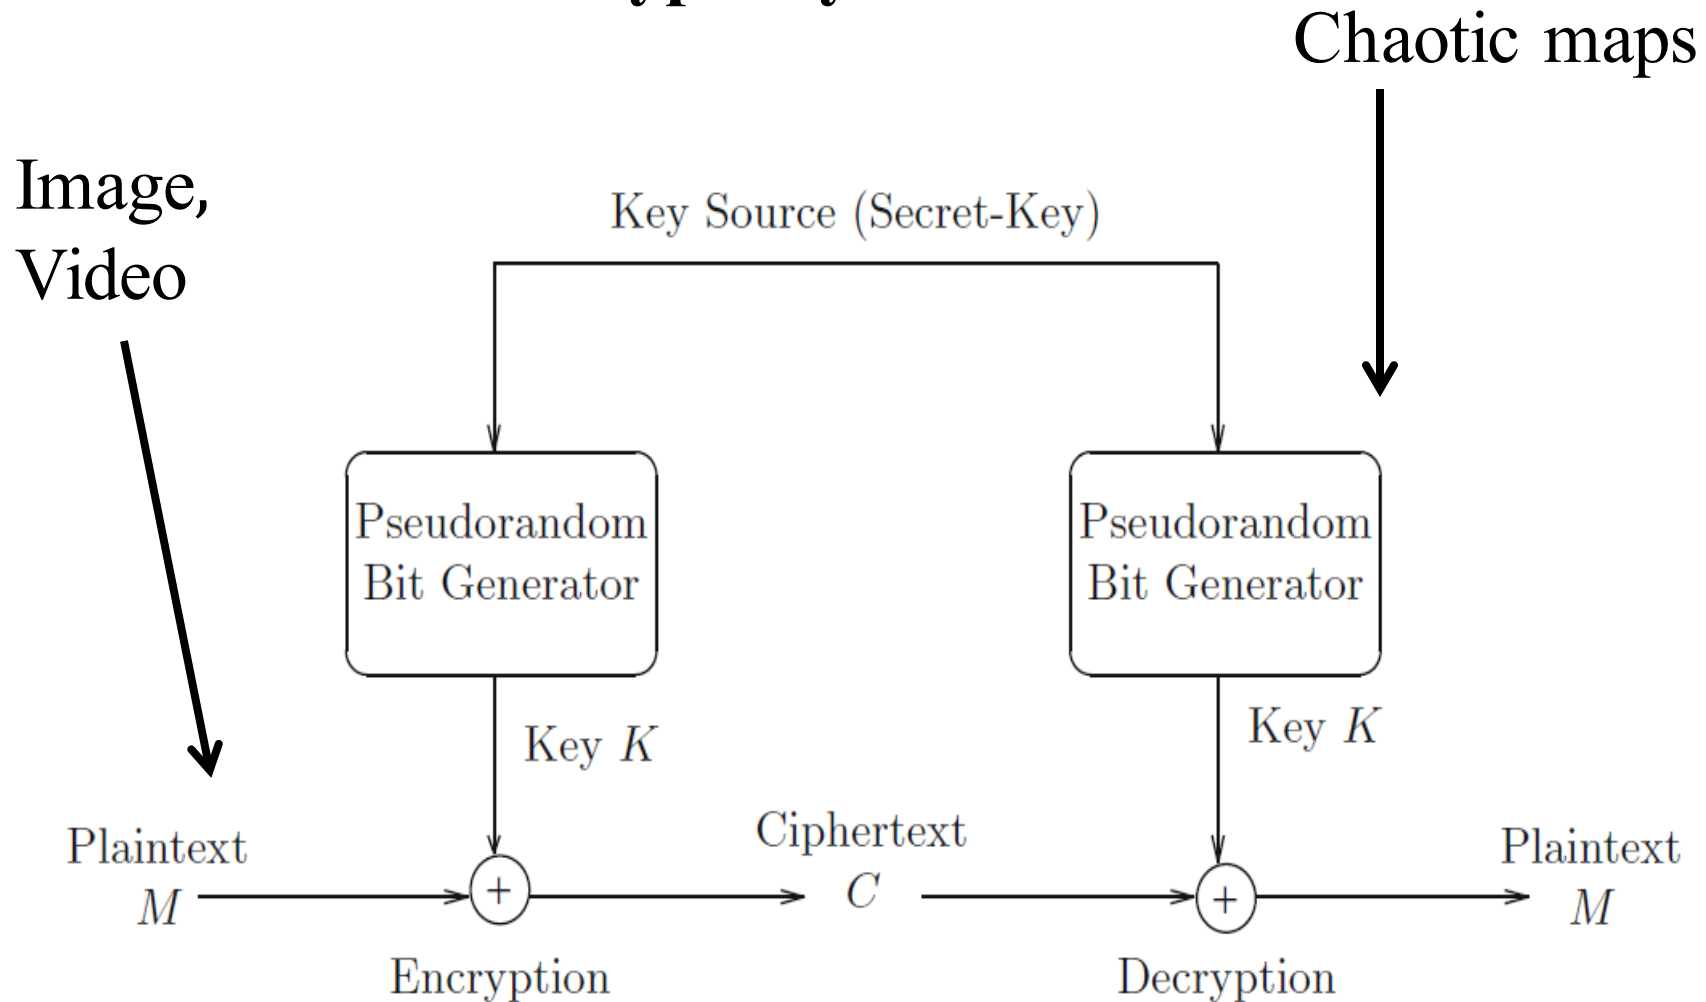 Chaotic maps
Image,
Video
Key Source (Secret-Key)
Pseudorandom
Bit Generator
Pseudorandom
Bit Generator
Key K
Key K
Plaintext
M
+
Ciphertext
C
+
Plaintext
M
Encryption
Decryption